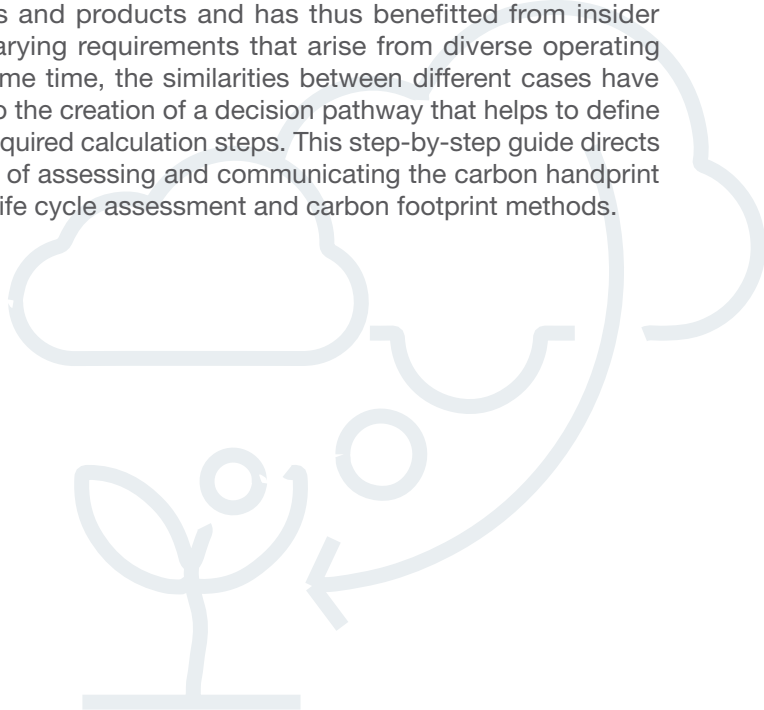 s and products and has thus benefitted from insider
arying requirements that arise from diverse operating
me time, the similarities between different cases have
o the creation of a decision pathway that helps to define
quired calculation steps. This step-by-step guide directs
of assessing and communicating the carbon handprint
ife cycle assessment and carbon footprint methods.